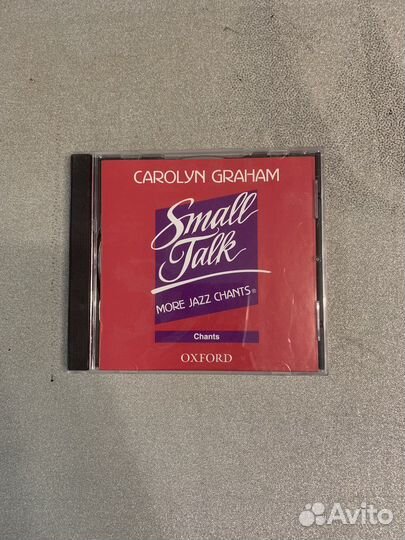 CAROLYN GRAHAM
Small
Talk
MORE JAZZ CHANTS®
Chants
OXFORD
Avito